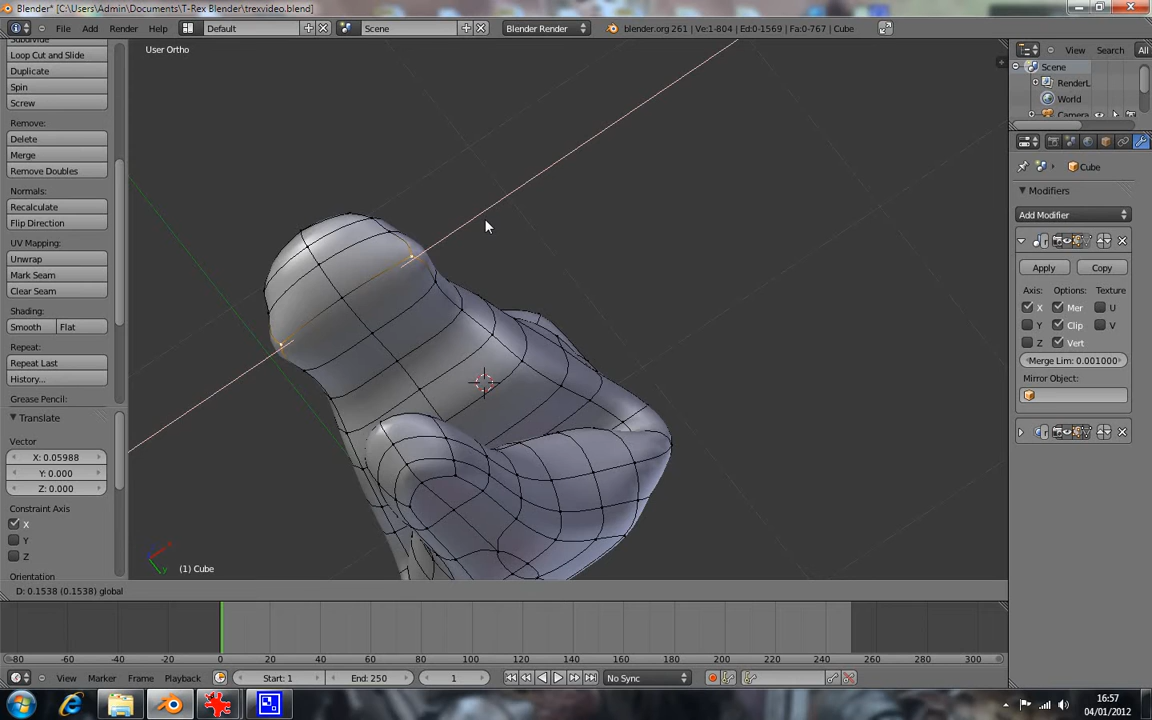 Blender* [C:\Users\Admin\Documents\T-Rex Blender\trexvideo.blend]
File Add Render Help Default Scene Blender Render blender.org 261 | Ve:1-804 | Ed:0-1569 | Fa:0-767 | Cube View Search All
Subdivide
Loop Cut and Slide
Duplicate
Spin
Screw
Remove:
Delete
Merge
Remove Doubles
Normals:
Recalculate
Flip Direction
UV Mapping:
Unwrap
Mark Seam
Clear Seam
Shading:
Smooth Flat
Repeat:
Repeat Last
History...
Grease Pencil:
Translate
Vector
X: 0.05988
Y: 0.000
Z: 0.000
Constraint Axis
X
Y
Z
Orientation
User Ortho
(1) Cube
D: 0.1538 (0.1538) global
Scene
RenderL
World
Camera
Cube
Modifiers
Add Modifier
Apply Copy
Axis: Options: Texture
X Mer U
Y Clip V
Z Vert
Merge Lim: 0.001000
Mirror Object:
-80 -60 -40 -20 0 20 40 60 80 100 120 140 160 180 200 220 240 260 280 300
View Marker Frame Playback Start: 1 End: 250 1 No Sync
16:57
04/01/2012